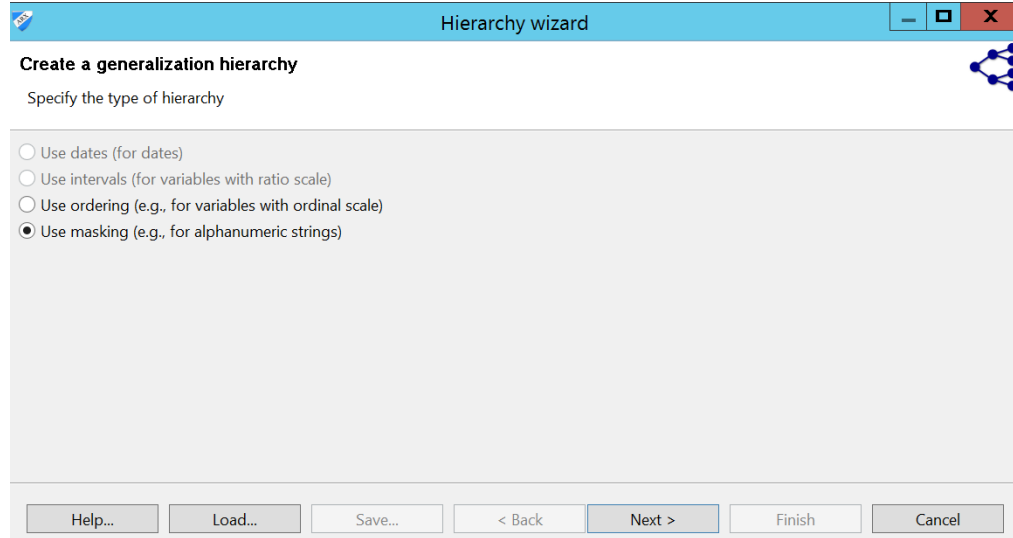 ARX
Hierarchy wizard
X
Create a generalization hierarchy
Specify the type of hierarchy
Use dates (for dates)
Use intervals (for variables with ratio scale)
Use ordering (e.g., for variables with ordinal scale)
Use masking (e.g., for alphanumeric strings)
Help... Load... Save... < Back Next > Finish Cancel